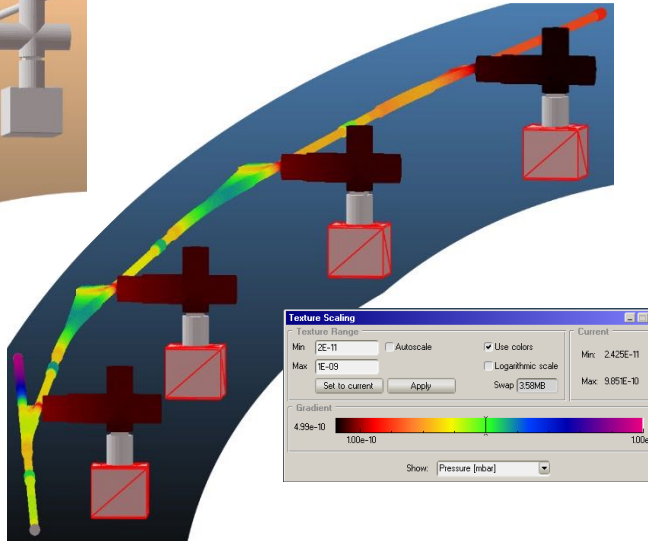 Texture Scaling
Texture Range
Min 2E-11 Autoscale Use colors
Max 1E-09 Logarithmic scale
Set to current Apply Swap 3.58MB
Current
Min: 2.425E-11
Max: 9.851E-10
Gradient
4.99e-10
1.00e-10 1.00e
Show: Pressure [mbar]